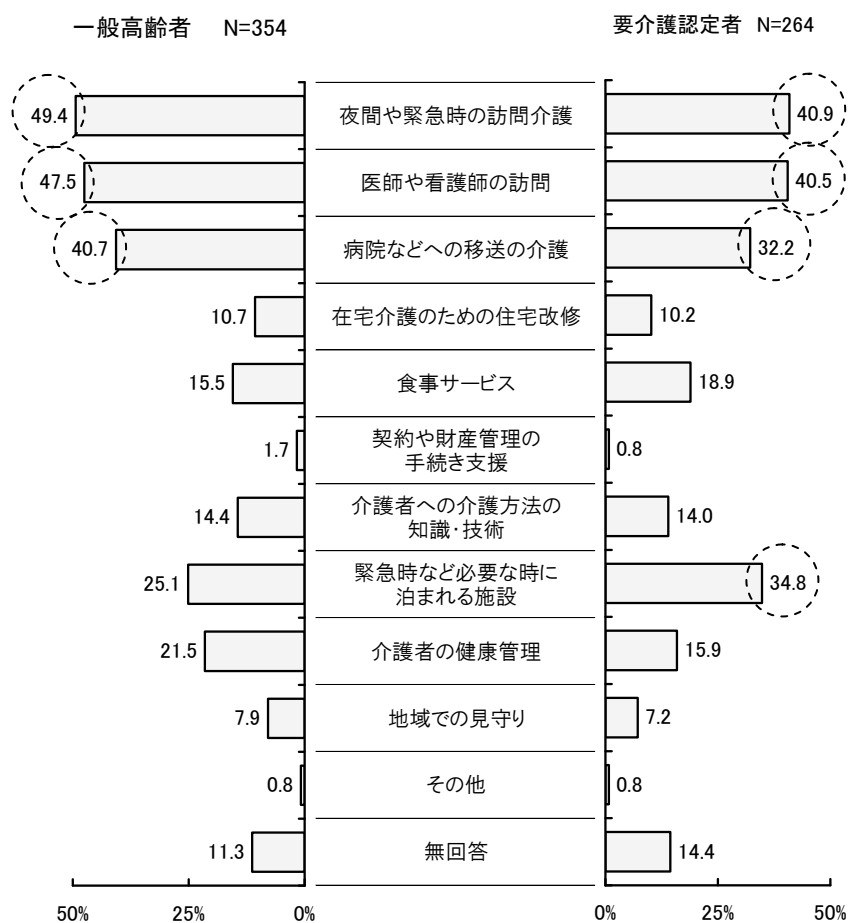 一般高齢者 N=354
要介護認定者 N=264
49.4 夜間や緊急時の訪問介護 40.9
47.5 医師や看護師の訪問 40.5
40.7 病院などへの移送の介護 32.2
10.7 在宅介護のための住宅改修 10.2
15.5 食事サービス 18.9
1.7 契約や財産管理の
手続き支援 0.8
14.4 介護者への介護方法の
知識・技術 14.0
25.1 緊急時など必要な時に
泊まれる施設 34.8
21.5 介護者の健康管理 15.9
7.9 地域での見守り 7.2
0.8 その他 0.8
11.3 無回答 14.4
50% 25% 0% 0% 25% 50%